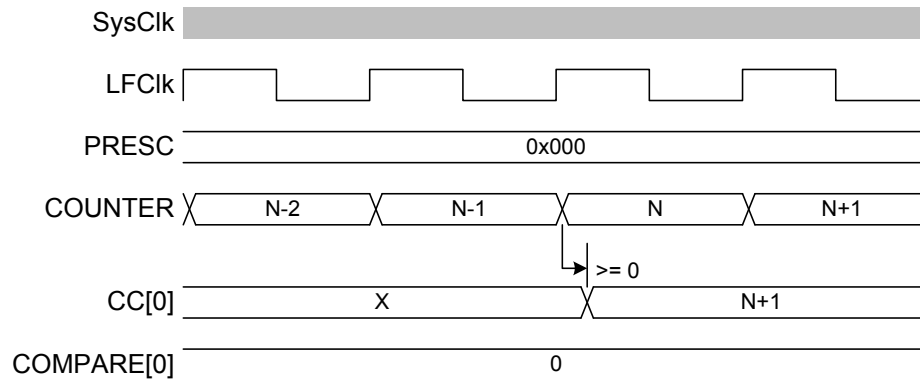 SysClk
LFClk
PRESC 0x000
COUNTER N-2 N-1 N N+1
>= 0
CC[0] X N+1
COMPARE[0] 0